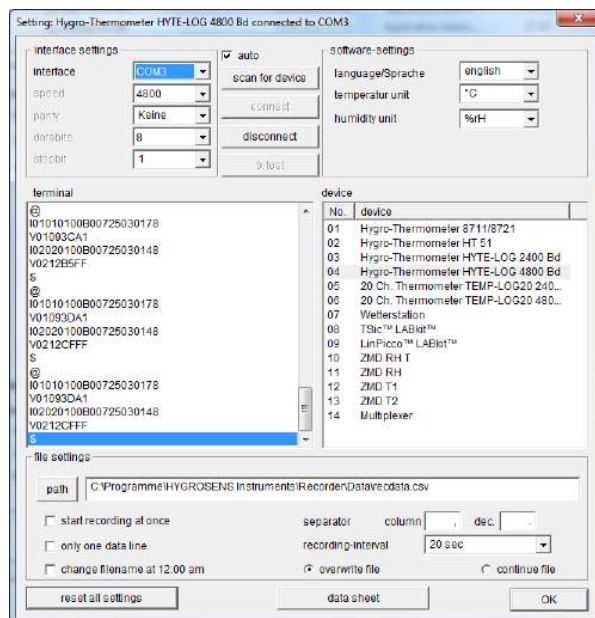 Setting: Hygro-Thermometer HYTE-LOG 4800 Bd connected to COM3
interface settings
interface COM3
speed 4800
parity Keine
databits 8
stopbit 1
auto
scan for device
connect
disconnect
tx test
software-settings
language/Sprache english
temperatur unit °C
humidity unit %rH
terminal
@
I01010100B00725030178
V01093CA1
I02020100B00725030148
V0212B5FF
$
@
I01010100B00725030178
V01093DA1
I02020100B00725030148
V0212CFFF
$
@
I01010100B00725030178
V01093DA1
I02020100B00725030148
V0212CFFF
$
device
No. device
01 Hygro-Thermometer 8711/8721
02 Hygro-Thermometer HT 51
03 Hygro-Thermometer HYTE-LOG 2400 Bd
04 Hygro-Thermometer HYTE-LOG 4800 Bd
05 20 Ch. Thermometer TEMP-LOG20 240...
06 20 Ch. Thermometer TEMP-LOG20 480...
07 Wetterstation
08 TSic™ LABkit™
09 LinPicco™ LABkit™
10 ZMD RH T
11 ZMD RH
12 ZMD T1
13 ZMD T2
14 Multiplexer
file settings
path C:\Programme\HYGROSENS Instruments\Recorder\Data\recdata.csv
start recording at once
only one data line
change filename at 12:00 am
separator column , dec. .
recording-interval 20 sec
overwrite file continue file
reset all settings data sheet OK